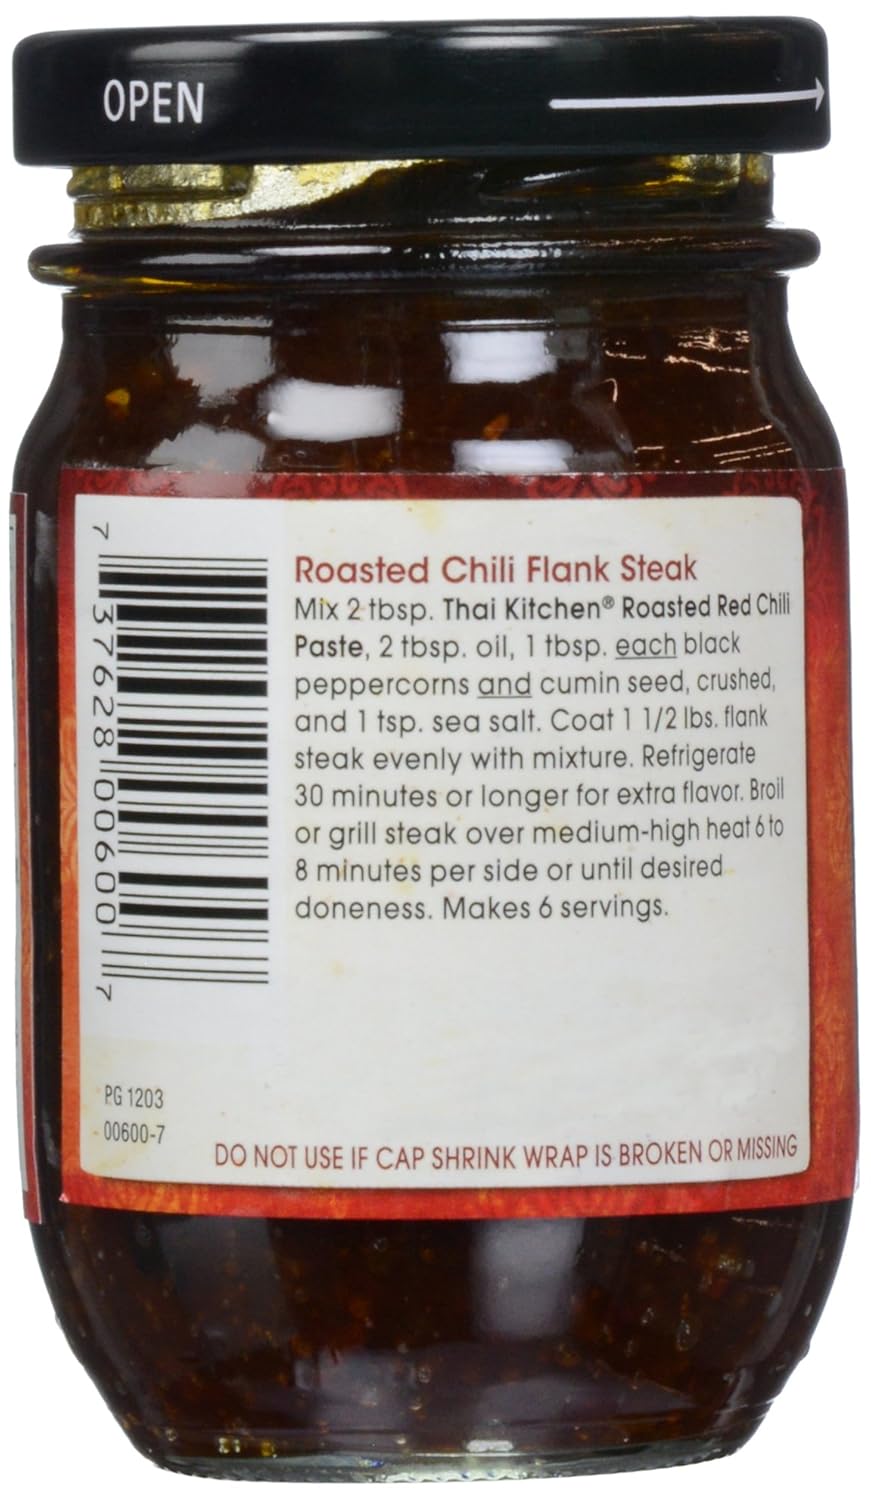 OPEN
Roasted Chili Flank Steak
Mix 2 tbsp. Thai Kitchen® Roasted Red Chili
Paste, 2 tbsp. oil, 1 tbsp. each black
peppercorns and cumin seed, crushed,
and 1 tsp. sea salt. Coat 1 1/2 lbs. flank
steak evenly with mixture. Refrigerate
30 minutes or longer for extra flavor. Broil
or grill steak over medium-high heat 6 to
8 minutes per side or until desired
doneness. Makes 6 servings.
7 37628 00600 7
PG 1203
00600-7
DO NOT USE IF CAP SHRINK WRAP IS BROKEN OR MISSING